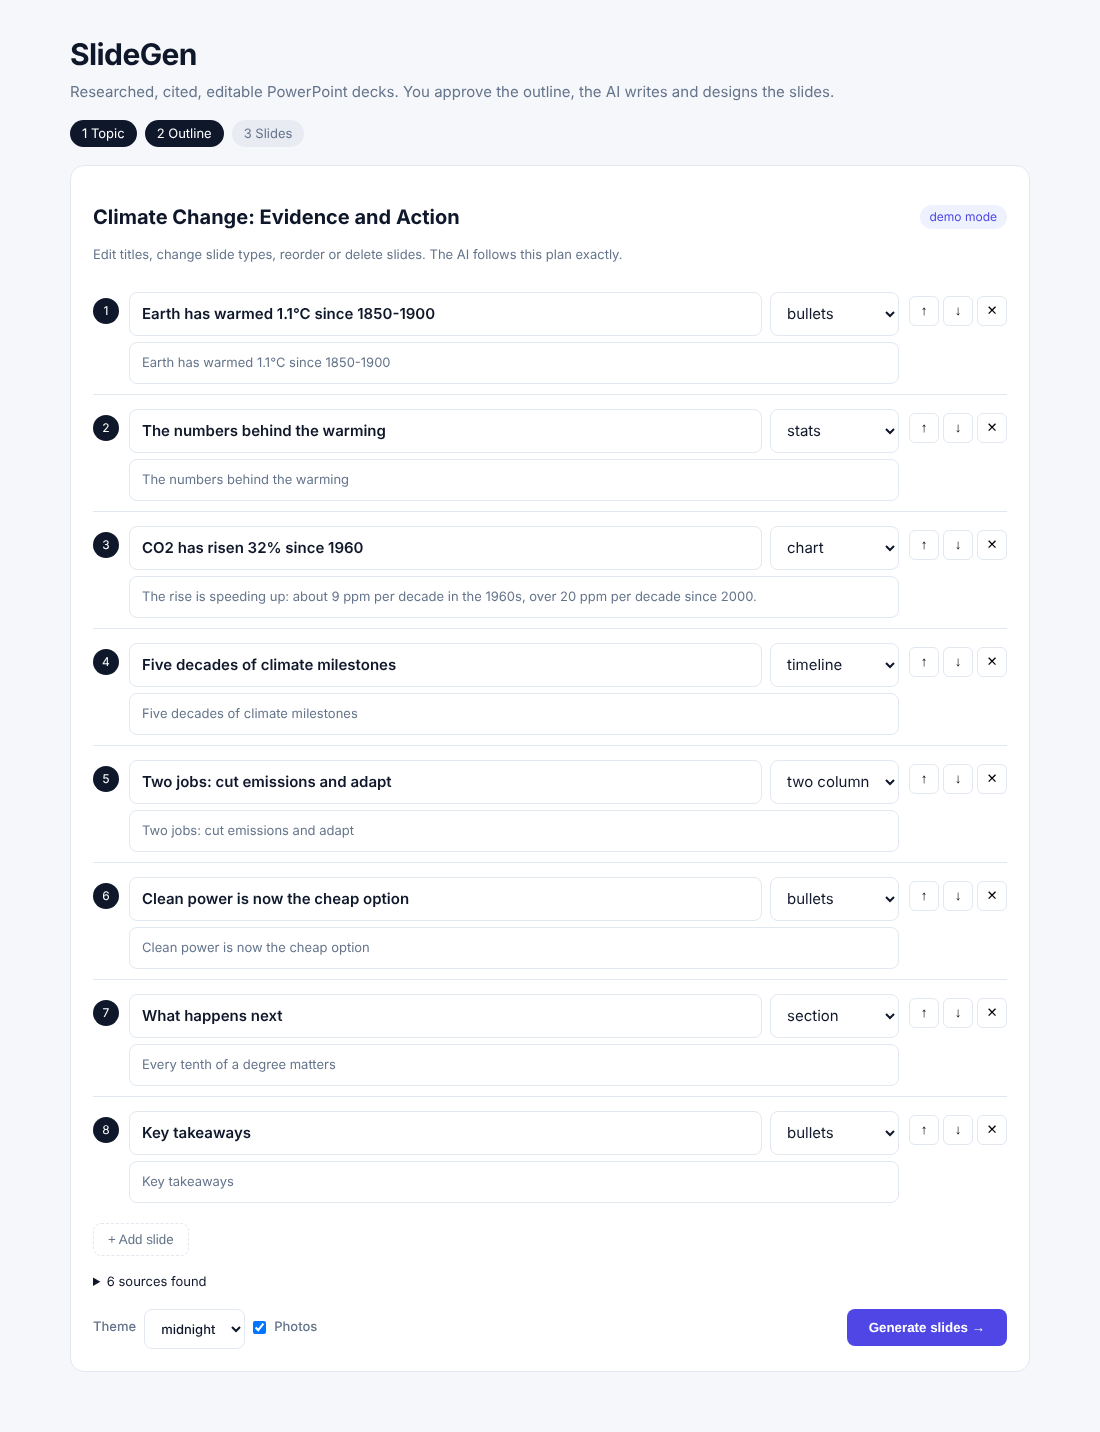 SlideGen
Researched, cited, editable PowerPoint decks. You approve the outline, the AI writes and designs the slides.
1 Topic 2 Outline 3 Slides
Climate Change: Evidence and Action demo mode
Edit titles, change slide types, reorder or delete slides. The AI follows this plan exactly.
1 Earth has warmed 1.1°C since 1850-1900 bullets ↑ ↓ ✕
Earth has warmed 1.1°C since 1850-1900
2 The numbers behind the warming stats ↑ ↓ ✕
The numbers behind the warming
3 CO2 has risen 32% since 1960 chart ↑ ↓ ✕
The rise is speeding up: about 9 ppm per decade in the 1960s, over 20 ppm per decade since 2000.
4 Five decades of climate milestones timeline ↑ ↓ ✕
Five decades of climate milestones
5 Two jobs: cut emissions and adapt two column ↑ ↓ ✕
Two jobs: cut emissions and adapt
6 Clean power is now the cheap option bullets ↑ ↓ ✕
Clean power is now the cheap option
7 What happens next section ↑ ↓ ✕
Every tenth of a degree matters
8 Key takeaways bullets ↑ ↓ ✕
Key takeaways
+ Add slide
▶ 6 sources found
Theme midnight Photos Generate slides →